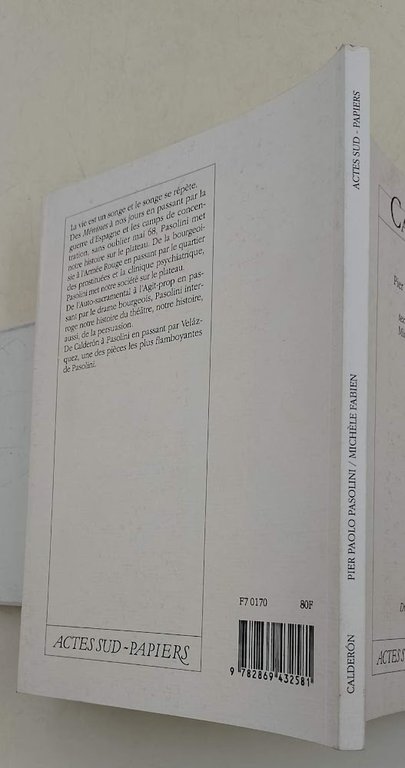 La vie est un songe et le songe se répète.
Des Ménines à nos jours en passant par la
guerre d'Espagne et les camps de concen-
tration, sans oublier mai 68, Pasolini met
notre histoire sur le plateau. De la bourgeoi-
sie à l'Armée Rouge en passant par le quartier
des prostituées et la clinique psychiatrique,
Pasolini met notre société sur le plateau.
De l'Auto-sacramental à l'Agit-prop en pas-
sant par le drame bourgeois, Pasolini inter-
roge notre histoire du théâtre, notre histoire,
aussi, de la persuasion.
De Calderón à Pasolini en passant par Veláz-
quez, une des pièces les plus flamboyantes
de Pasolini.
F7 0170 80F
9 782869 432581
ACTES SUD - PAPIERS
CALDERÓN PIER PAOLO PASOLINI / MICHÈLE FABIEN ACTES SUD - PAPIERS
ACTES SUD